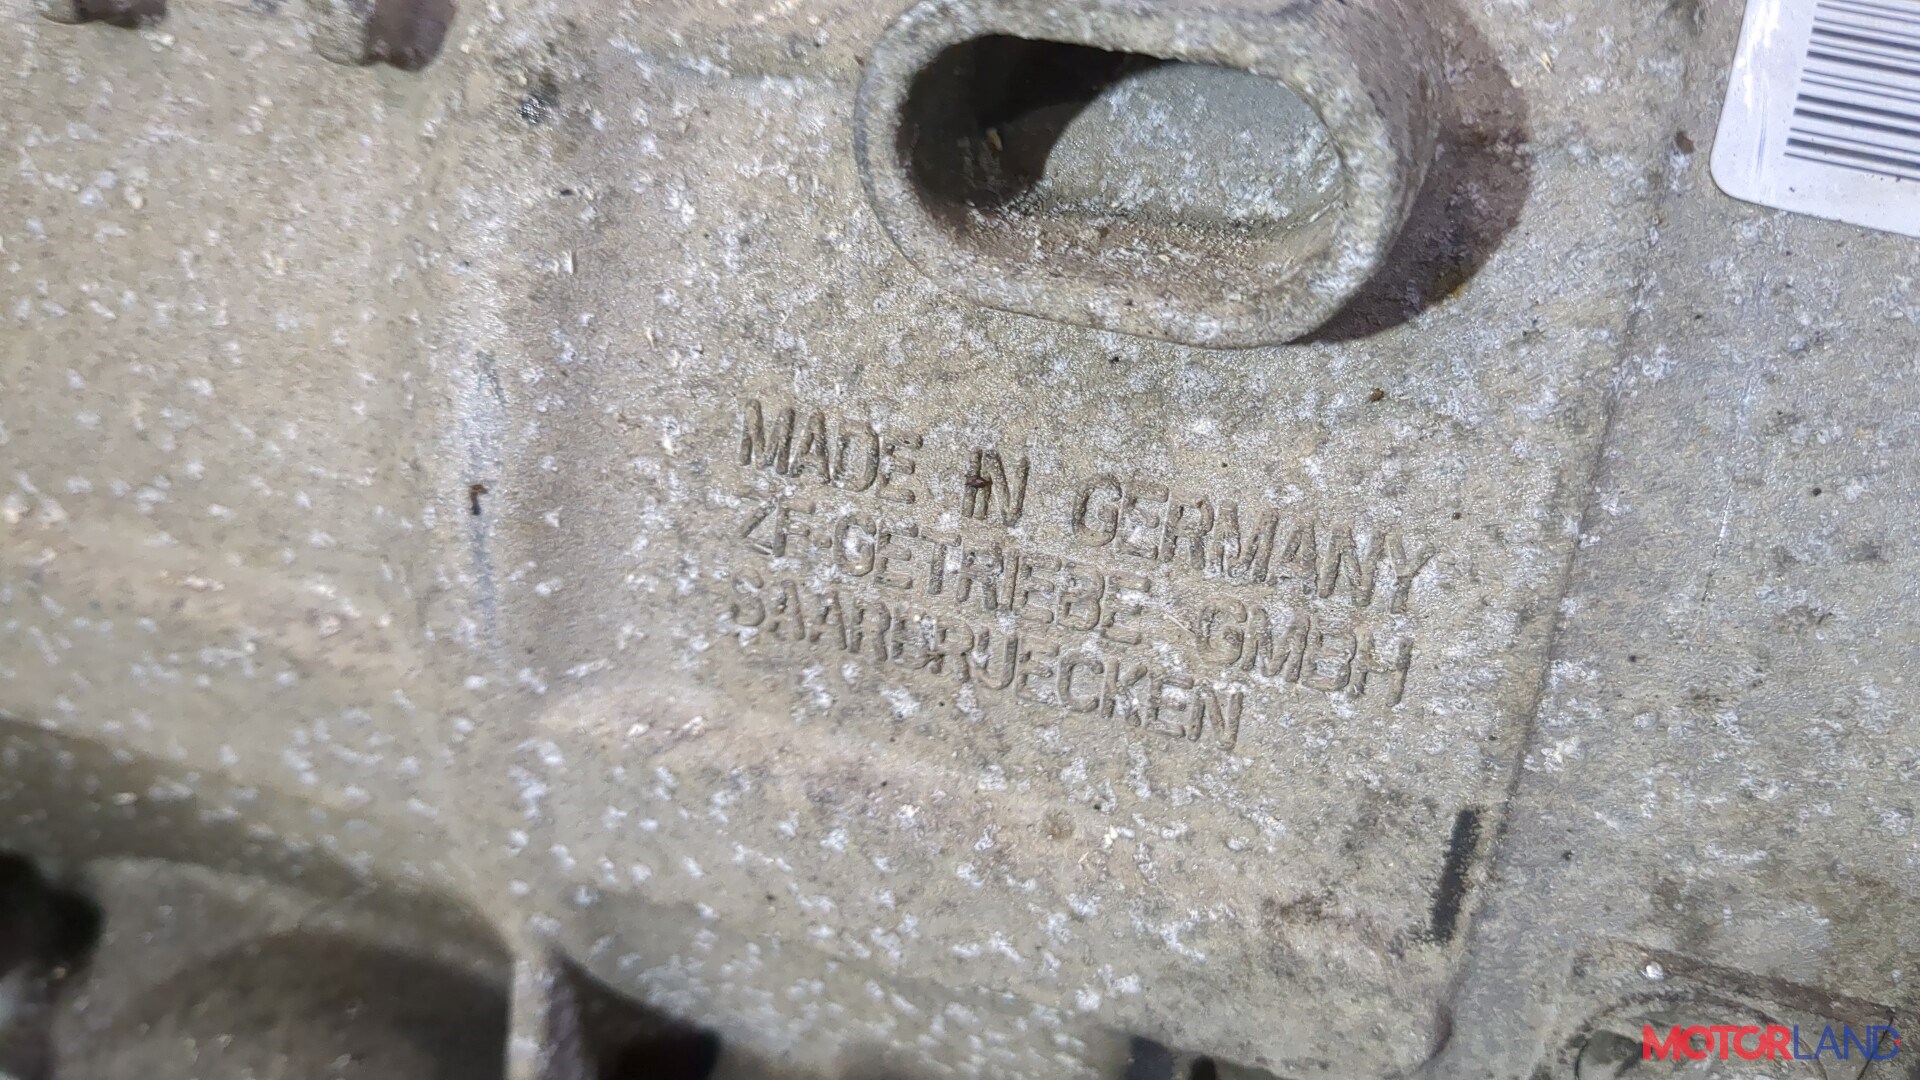 MADE IN GERMANY
ZF-GETRIEBE GMBH
SAARBRUECKEN
MOTORLAND